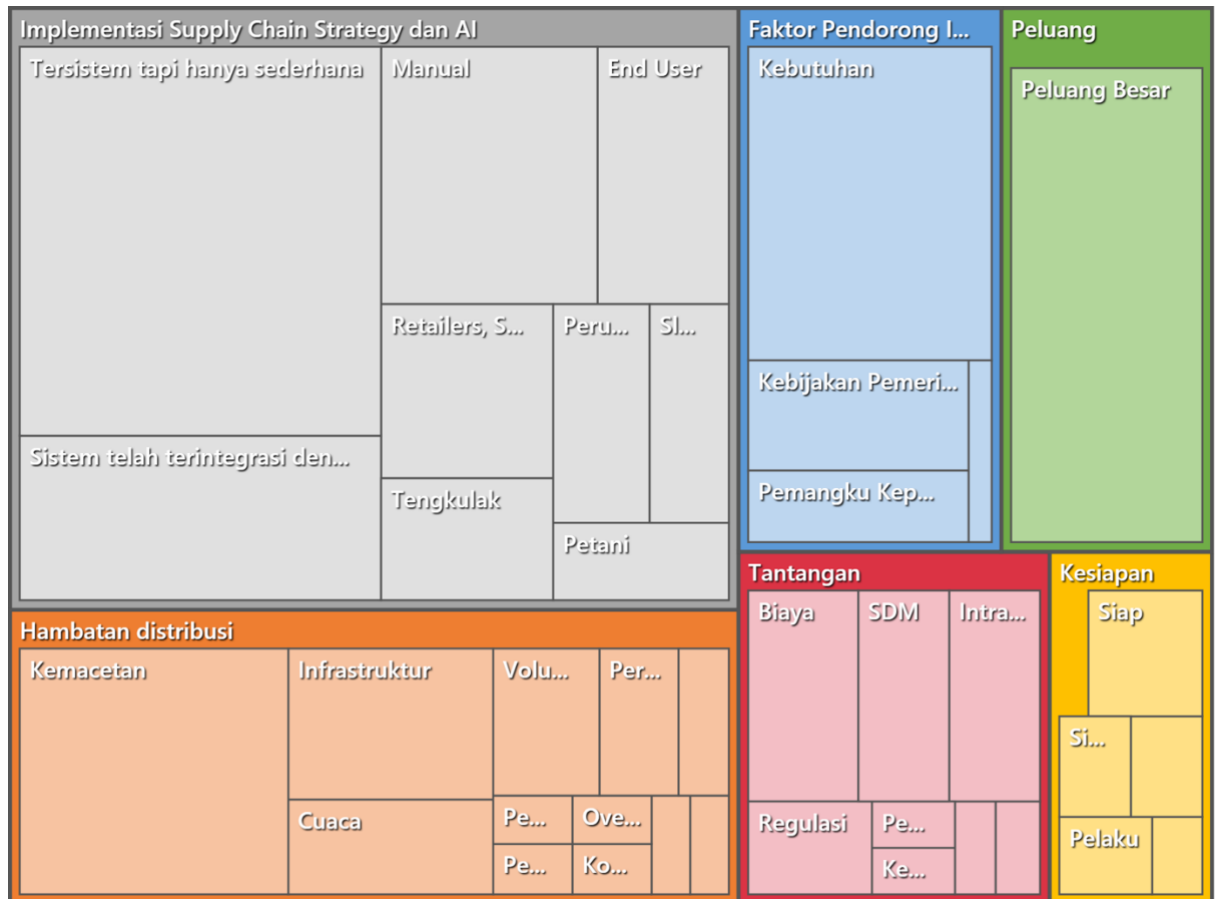 Implementasi Supply Chain Strategy dan AI
Tersistem tapi hanya sederhana
Manual
End User
Retailers, S...
Peru...
Sl...
Sistem telah terintegrasi den...
Tengkulak
Petani
Faktor Pendorong I...
Kebutuhan
Kebijakan Pemeri...
Pemangku Kep...
Peluang
Peluang Besar
Hambatan distribusi
Kemacetan
Infrastruktur
Volu...
Per...
Cuaca
Pe...
Ove...
Pe...
Ko...
Tantangan
Biaya
SDM
Intra...
Regulasi
Pe...
Ke...
Kesiapan
Siap
Si...
Pelaku